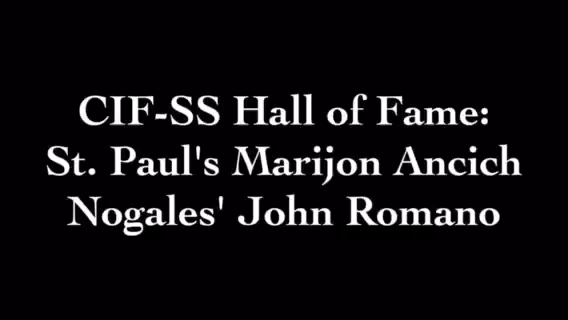 CIF-SS Hall of Fame:
St. Paul's Marijon Ancich
Nogales' John Romano